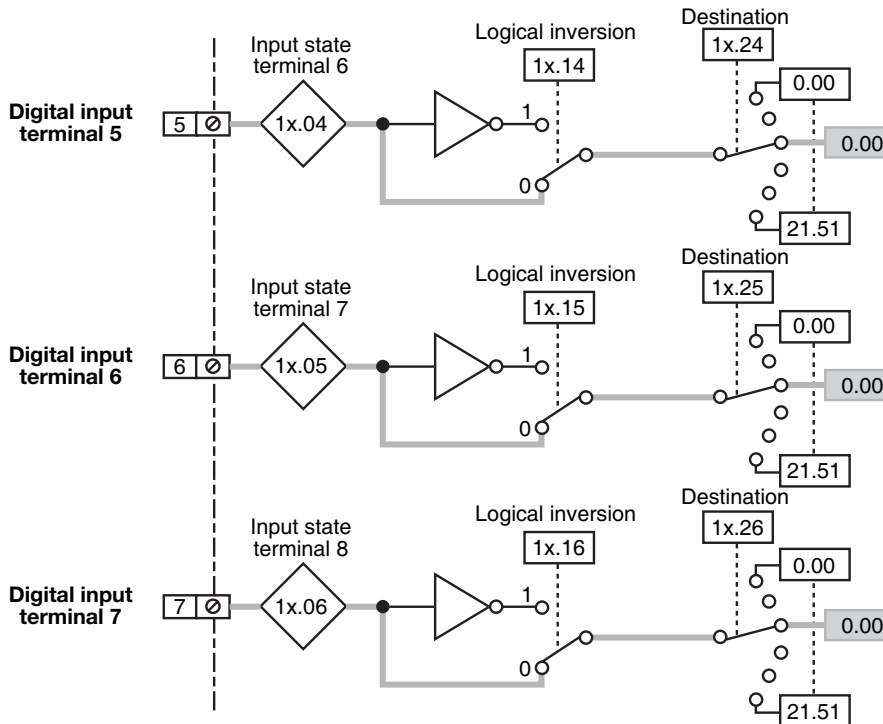 Input state
terminal 6
Logical inversion
Destination
1x.14
1x.24
0.00
Digital input
terminal 5
5
1x.04
1
0.00
0
21.51
Input state
terminal 7
Logical inversion
Destination
1x.15
1x.25
0.00
Digital input
terminal 6
6
1x.05
1
0.00
0
21.51
Input state
terminal 8
Logical inversion
Destination
1x.16
1x.26
0.00
Digital input
terminal 7
7
1x.06
1
0.00
0
21.51